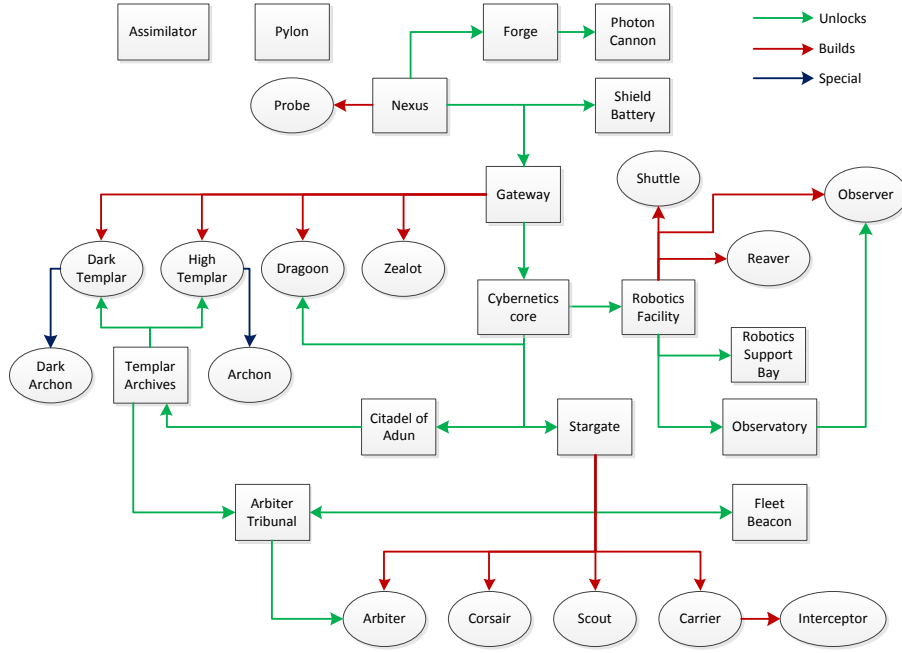 Assimilator
Pylon
Forge
Photon
Cannon
Unlocks
Builds
Special
Probe
Nexus
Shield
Battery
Gateway
Shuttle
Observer
Dark
Templar
High
Templar
Dragoon
Zealot
Reaver
Cybernetics
core
Robotics
Facility
Dark
Archon
Templar
Archives
Archon
Robotics
Support
Bay
Citadel of
Adun
Stargate
Observatory
Arbiter
Tribunal
Fleet
Beacon
Arbiter
Corsair
Scout
Carrier
Interceptor